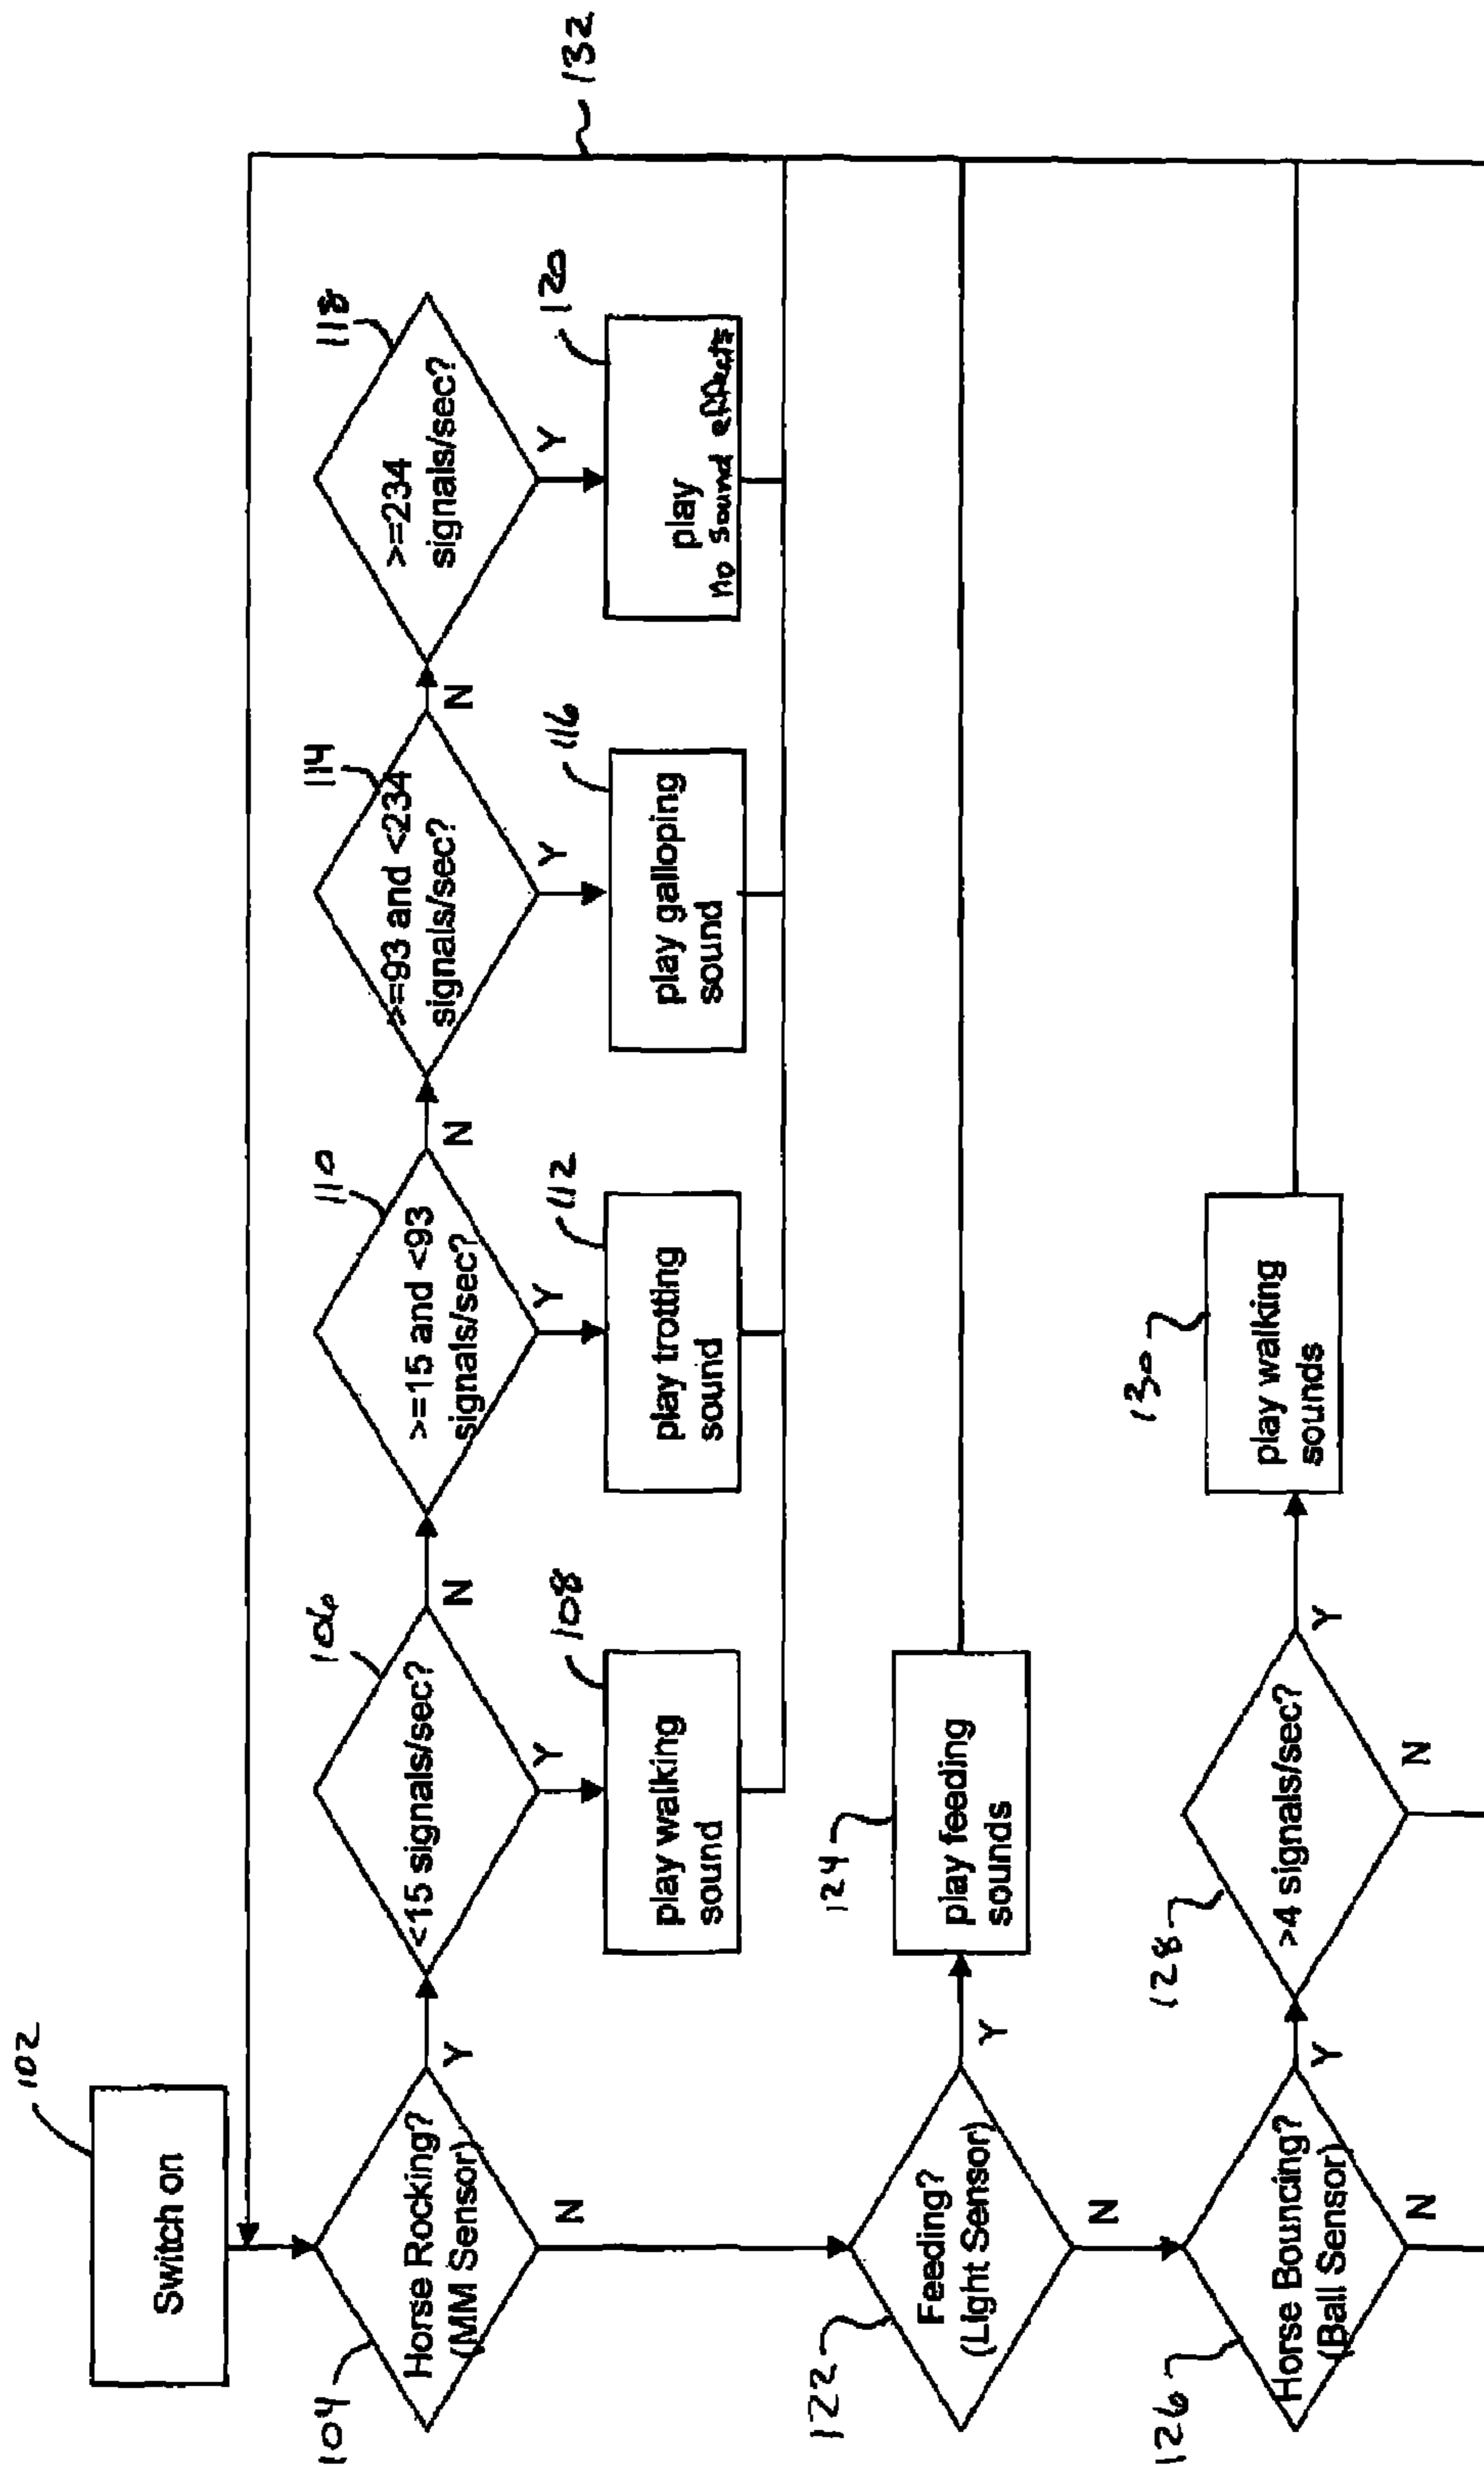 102
Switch on
132
104
Horse Rocking?
(MM Sensor)
Y
N
106
<15 signals/sec?
N
Y
110
>=15 and <93
signals/sec?
N
Y
114
>=93 and <234
signals/sec?
N
Y
118
>=234
signals/sec?
Y
108
play walking
sound
112
play trotting
sound
116
play galloping
sound
120
play
no sound effects
122
Feeding?
(Light Sensor)
Y
N
124
play feeding
sounds
126
Horse Bouncing?
(Ball Sensor)
Y
N
128
>4 signals/sec?
Y
N
130
play walking
sounds